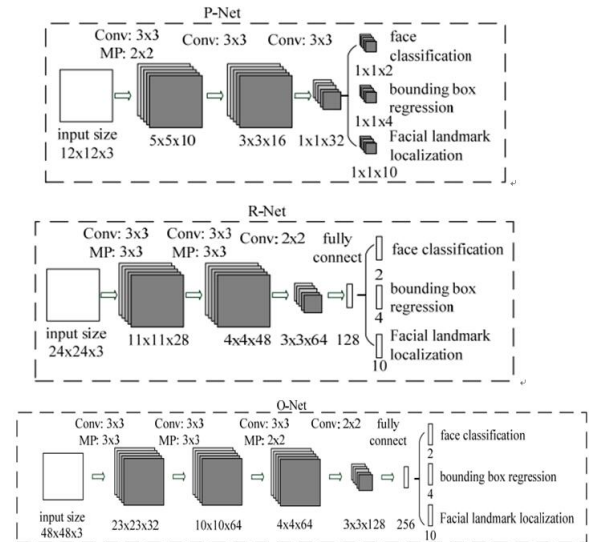 P-Net
Conv: 3x3 Conv: 3x3 Conv: 3x3
MP: 2x2
face
classification
1x1x2
bounding box
regression
1x1x4
Facial landmark
localization
1x1x10
input size
12x12x3
5x5x10
3x3x16
1x1x32
R-Net
Conv: 3x3 Conv: 3x3 Conv: 2x2 fully
MP: 3x3 MP: 3x3 connect
face classification
2
bounding box
regression
4
Facial landmark
localization
10
input size
24x24x3
11x11x28
4x4x48
3x3x64
128
O-Net
Conv: 3x3 Conv: 3x3 Conv: 3x3 Conv: 2x2 fully
MP: 3x3 MP: 3x3 MP: 2x2 connect
face classification
2
bounding box regression
4
Facial landmark localization
10
input size
48x48x3
23x23x32
10x10x64
4x4x64
3x3x128
256